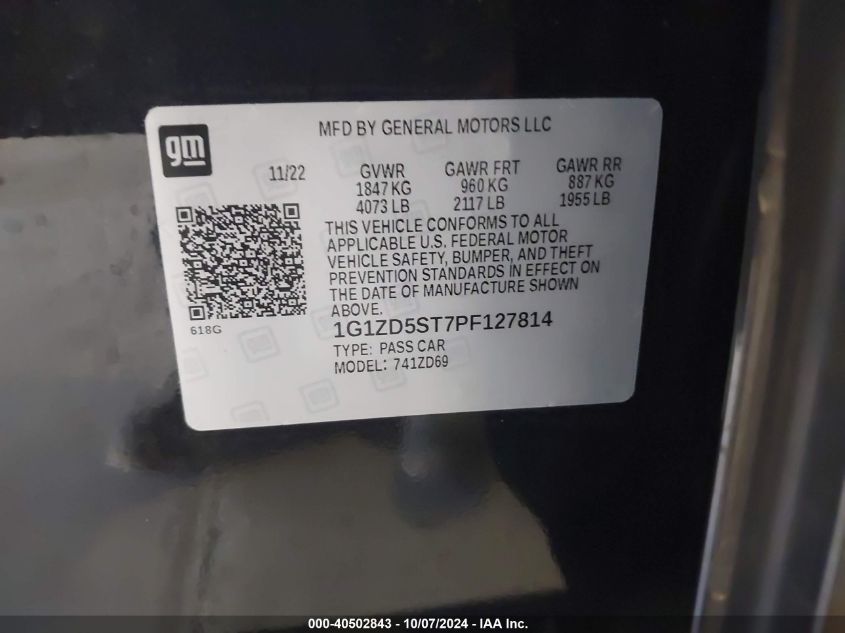 gm
MFD BY GENERAL MOTORS LLC
11/22 GVWR GAWR FRT GAWR RR
1847 KG 960 KG 887 KG
4073 LB 2117 LB 1955 LB
THIS VEHICLE CONFORMS TO ALL
APPLICABLE U.S. FEDERAL MOTOR
VEHICLE SAFETY, BUMPER, AND THEFT
PREVENTION STANDARDS IN EFFECT ON
THE DATE OF MANUFACTURE SHOWN
ABOVE.
618G
1G1ZD5ST7PF127814
TYPE: PASS CAR
MODEL: 741ZD69
000-40502843 - 10/07/2024 - IAA Inc.